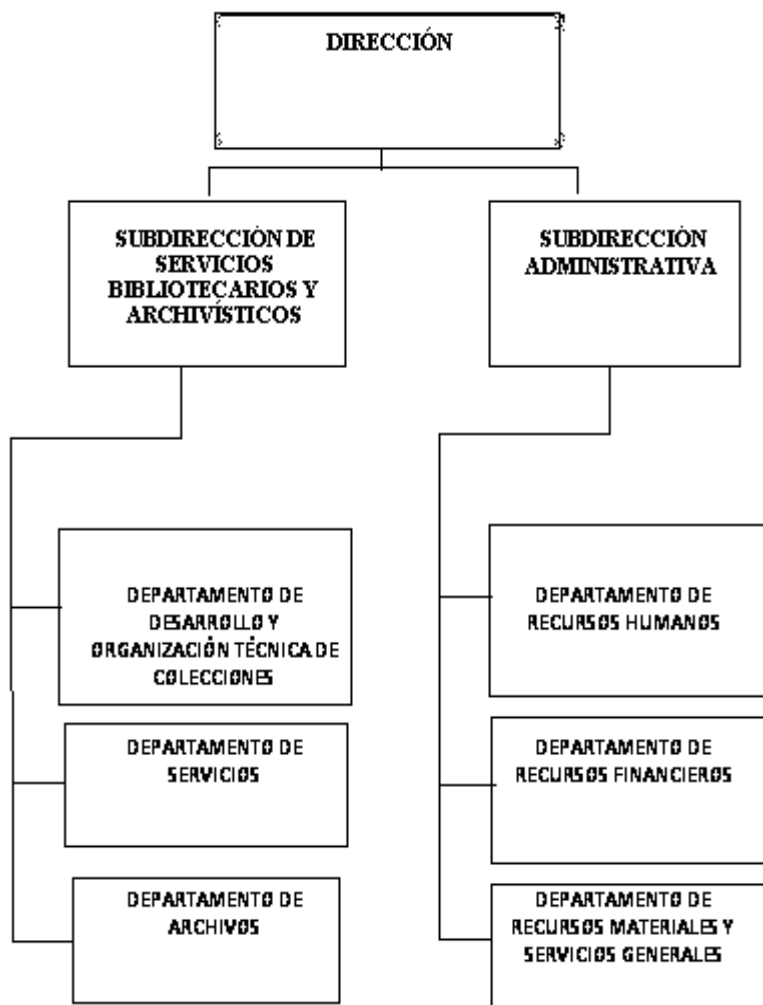 DIRECCIÓN
SUBDIRECCIÓN DE
SERVICIOS
BIBLIOTECARIOS Y
ARCHIVÍSTICOS
SUBDIRECCIÓN
ADMINISTRATIVA
DEPARTAMENTO DE
DESARROLLO Y
ORGANIZACIÓN TÉCNICA DE
COLECCIONES
DEPARTAMENTO DE
SERVICIOS
DEPARTAMENTO DE
ARCHIVOS
DEPARTAMENTO DE
RECURSOS HUMANOS
DEPARTAMENTO DE
RECURSOS FINANCIEROS
DEPARTAMENTO DE
RECURSOS MATERIALES Y
SERVICIOS GENERALES